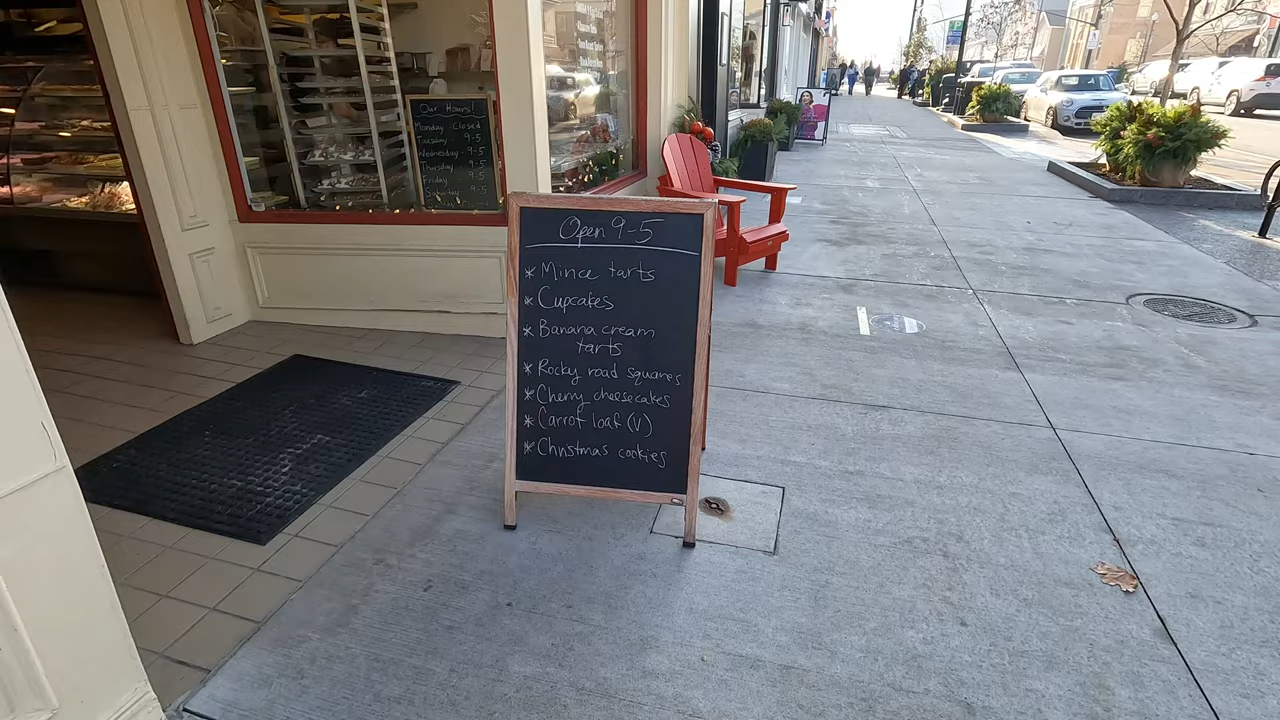 Our Hours!
Monday - Closed
Tuesday 9-5
Wednesday - 9-5
Thursday 9-5
Friday 9-5
Saturday 9-5
Open 9-5
* Mince tarts
* Cupcakes
* Banana cream
tarts
* Rocky road squares
* Cherry cheesecakes
* Carrot loaf (V)
* Christmas cookies